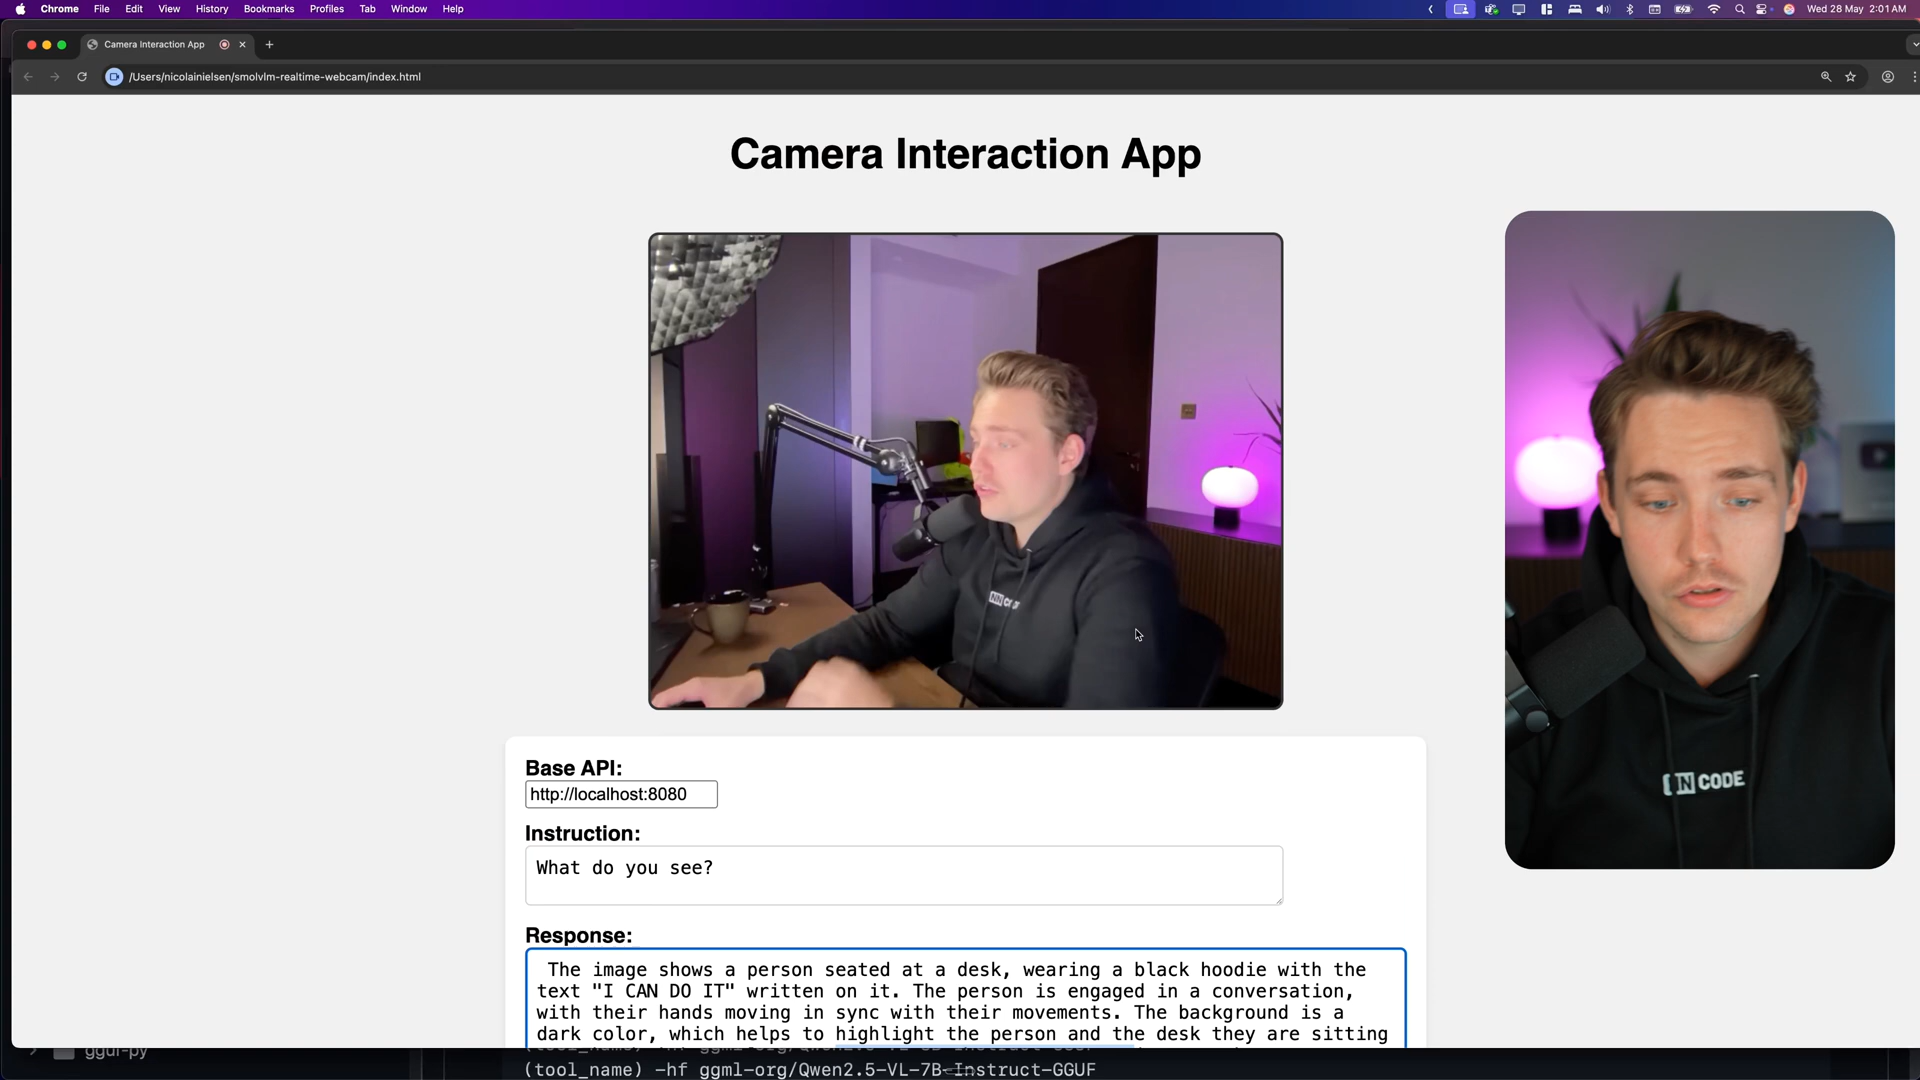 Chrome File Edit View History Bookmarks Profiles Tab Window Help
Wed 28 May 2:01 AM
Camera Interaction App
/Users/nicolainielsen/smolvlm-realtime-webcam/index.html
Camera Interaction App
CODE
Base API:
http://localhost:8080
Instruction:
What do you see?
Response:
The image shows a person seated at a desk, wearing a black hoodie with the
text "I CAN DO IT" written on it. The person is engaged in a conversation,
with their hands moving in sync with their movements. The background is a
dark color, which helps to highlight the person and the desk they are sitting
gguf-py
(tool_name) -hf ggml-org/Qwen2.5-VL-7B-Instruct-GGUF